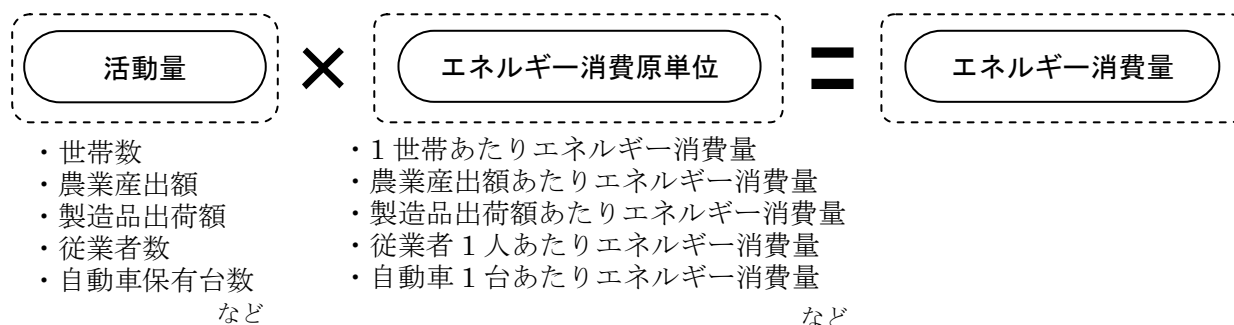 活動量 × エネルギー消費原単位 = エネルギー消費量
・世帯数
・農業産出額
・製造品出荷額
・従業者数
・自動車保有台数
など
・1 世帯あたりエネルギー消費量
・農業産出額あたりエネルギー消費量
・製造品出荷額あたりエネルギー消費量
・従業者 1 人あたりエネルギー消費量
・自動車 1 台あたりエネルギー消費量
など